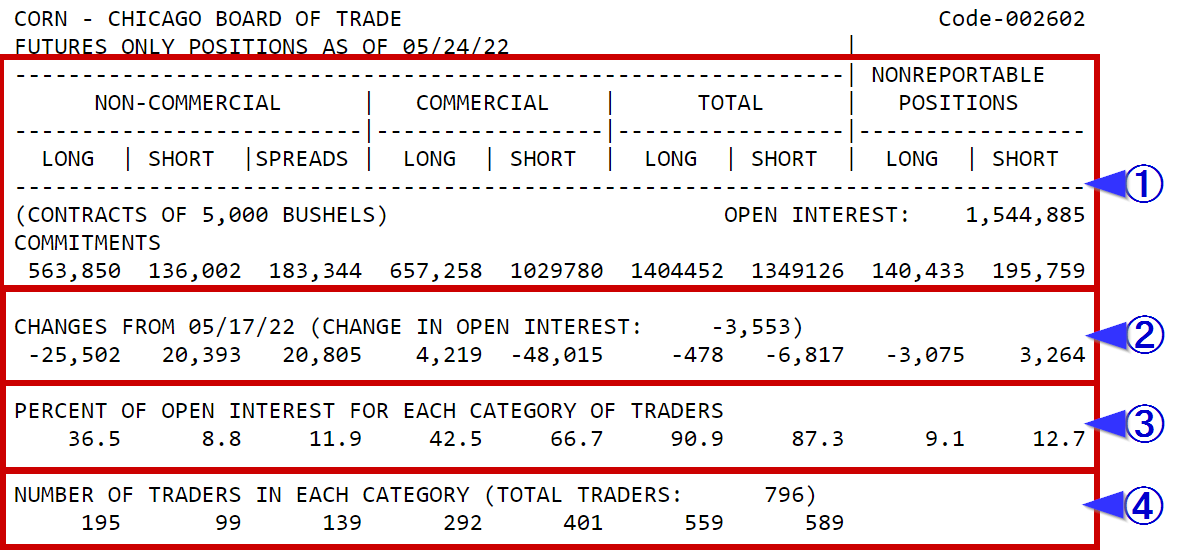 CORN - CHICAGO BOARD OF TRADE Code-002602
FUTURES ONLY POSITIONS AS OF 05/24/22 |
--------------------------------------------------------------| NONREPORTABLE
NON-COMMERCIAL | COMMERCIAL | TOTAL | POSITIONS
--------------------------|-----------------|-----------------|-----------------
LONG | SHORT |SPREADS | LONG | SHORT | LONG | SHORT | LONG | SHORT
--------------------------------------------------------------------------------
①
(CONTRACTS OF 5,000 BUSHELS) OPEN INTEREST: 1,544,885
COMMITMENTS
563,850 136,002 183,344 657,258 1029780 1404452 1349126 140,433 195,759
CHANGES FROM 05/17/22 (CHANGE IN OPEN INTEREST: -3,553)
②
-25,502 20,393 20,805 4,219 -48,015 -478 -6,817 -3,075 3,264
PERCENT OF OPEN INTEREST FOR EACH CATEGORY OF TRADERS
③
36.5 8.8 11.9 42.5 66.7 90.9 87.3 9.1 12.7
NUMBER OF TRADERS IN EACH CATEGORY (TOTAL TRADERS: 796)
④
195 99 139 292 401 559 589